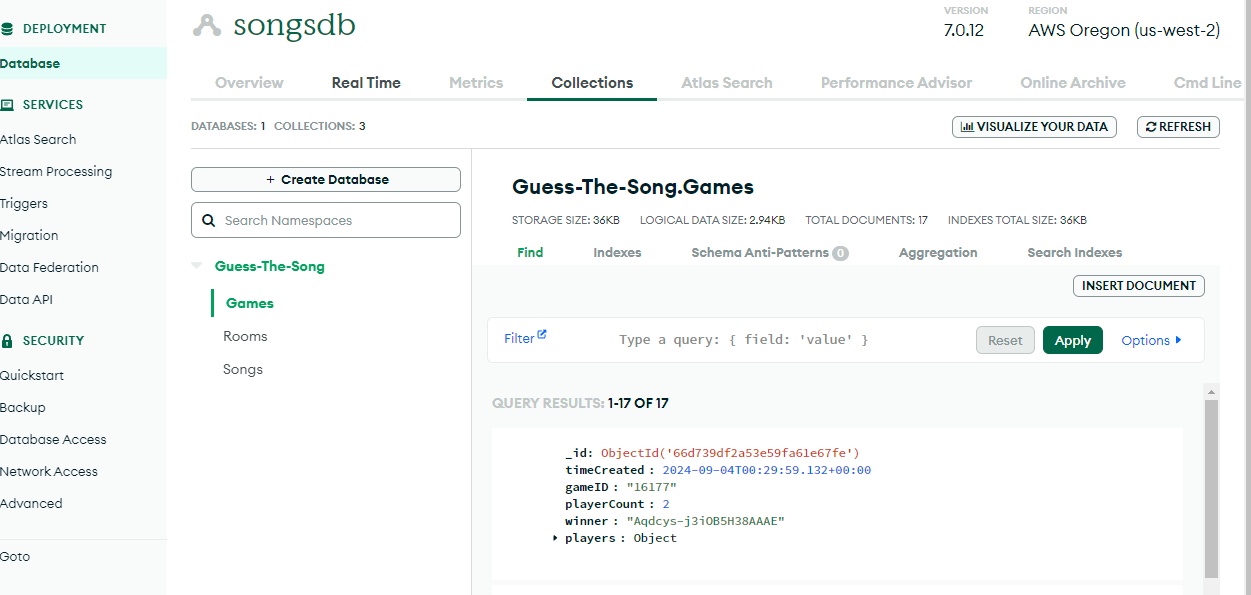 DEPLOYMENT
Database
SERVICES
Atlas Search
Stream Processing
Triggers
Migration
Data Federation
Data API
SECURITY
Quickstart
Backup
Database Access
Network Access
Advanced
Goto
songsdb
VERSION
7.0.12
REGION
AWS Oregon (us-west-2)
Overview Real Time Metrics Collections Atlas Search Performance Advisor Online Archive Cmd Line
DATABASES: 1 COLLECTIONS: 3
VISUALIZE YOUR DATA
REFRESH
+ Create Database
Search Namespaces
Guess-The-Song
Games
Rooms
Songs
Guess-The-Song.Games
STORAGE SIZE: 36KB LOGICAL DATA SIZE: 2.94KB TOTAL DOCUMENTS: 17 INDEXES TOTAL SIZE: 36KB
Find Indexes Schema Anti-Patterns 0 Aggregation Search Indexes
INSERT DOCUMENT
Filter Type a query: { field: 'value' } Reset Apply Options
QUERY RESULTS: 1-17 OF 17
_id: ObjectId('66d739df2a53e59fa61e67fe')
timeCreated : 2024-09-04T00:29:59.132+00:00
gameID : "16177"
playerCount : 2
winner : "Aqdcys-j3iOB5H38AAAE"
players : Object